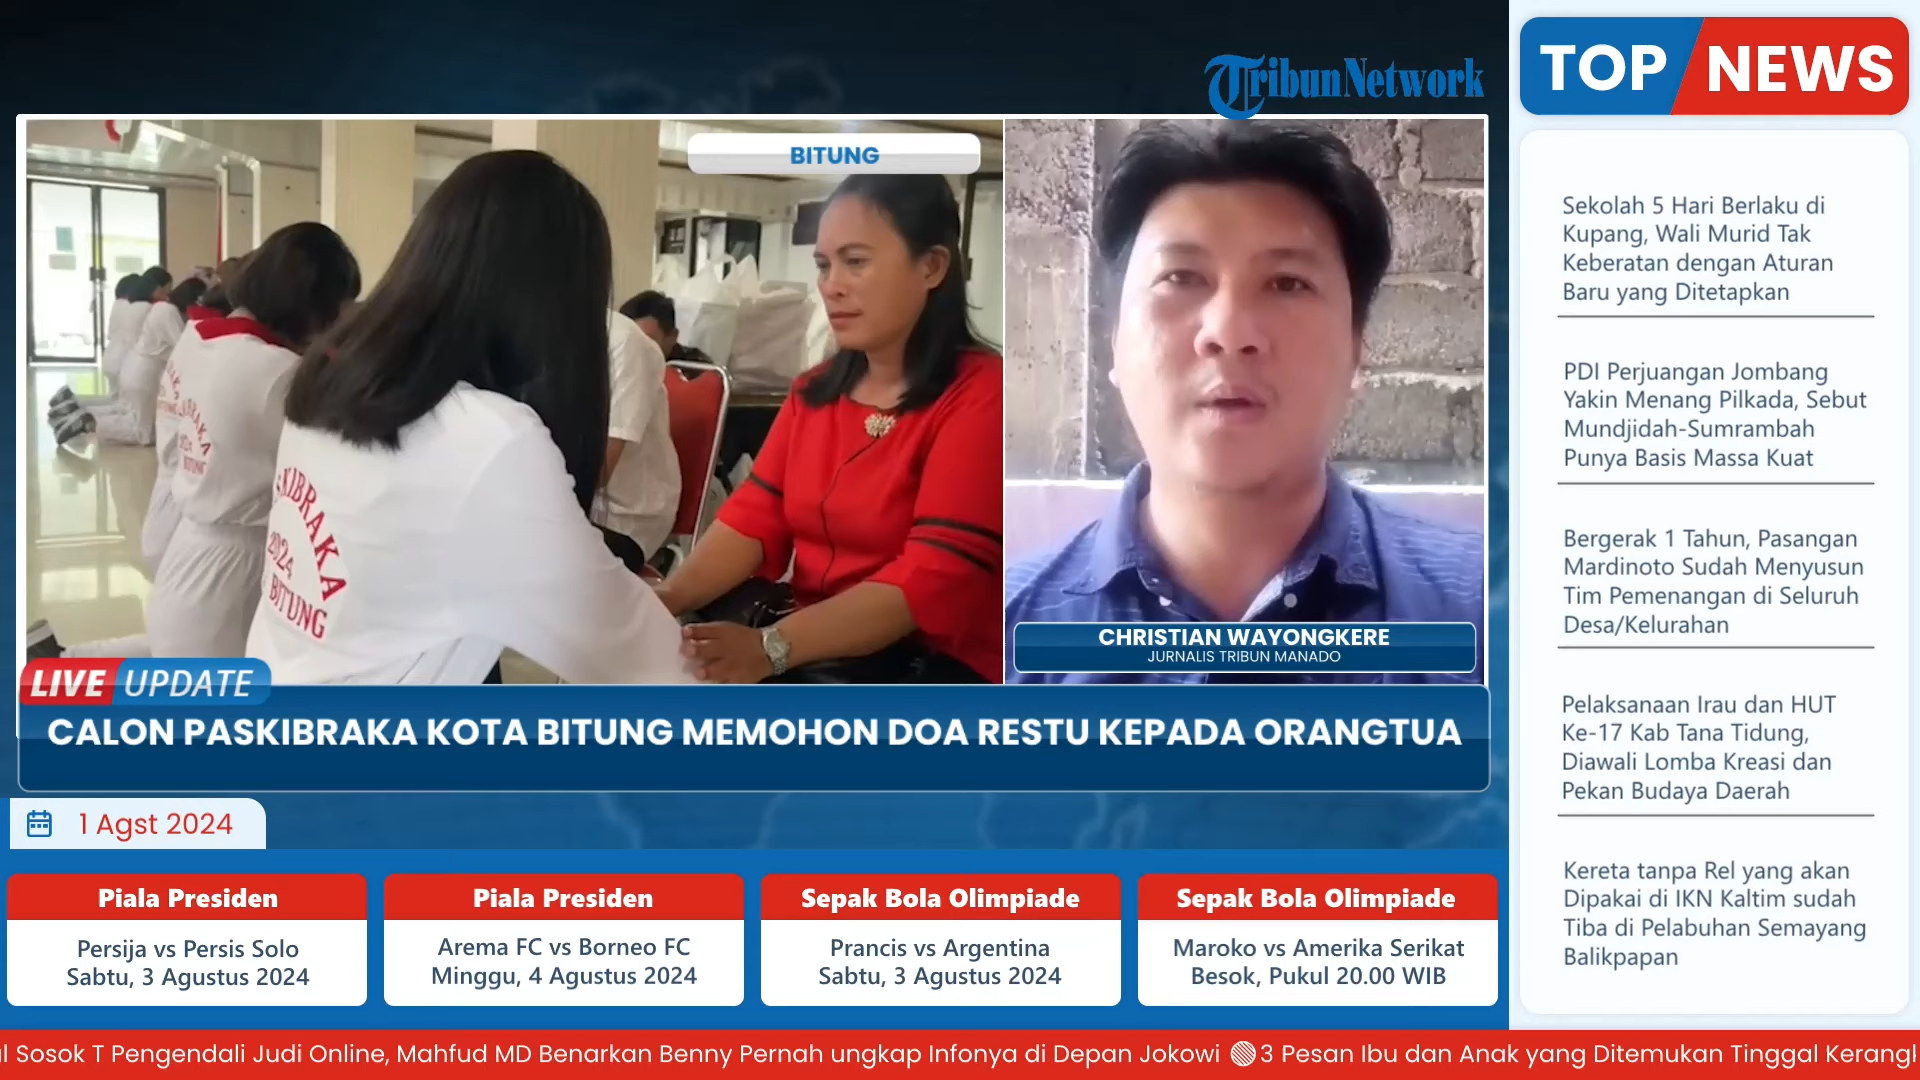 TribunNetwork
TOP NEWS
BITUNG
Sekolah 5 Hari Berlaku di
Kupang, Wali Murid Tak
Keberatan dengan Aturan
Baru yang Ditetapkan
PDI Perjuangan Jombang
Yakin Menang Pilkada, Sebut
Mundjidah-Sumrambah
Punya Basis Massa Kuat
Bergerak 1 Tahun, Pasangan
Mardinoto Sudah Menyusun
Tim Pemenangan di Seluruh
Desa/Kelurahan
Pelaksanaan Irau dan HUT
Ke-17 Kab Tana Tidung,
Diawali Lomba Kreasi dan
Pekan Budaya Daerah
Kereta tanpa Rel yang akan
Dipakai di IKN Kaltim sudah
Tiba di Pelabuhan Semayang
Balikpapan
2024
BITUNG
CHRISTIAN WAYONGKERE
JURNALIS TRIBUN MANADO
LIVE UPDATE
CALON PASKIBRAKA KOTA BITUNG MEMOHON DOA RESTU KEPADA ORANGTUA
1 Agst 2024
Piala Presiden
Persija vs Persis Solo
Sabtu, 3 Agustus 2024
Piala Presiden
Arema FC vs Borneo FC
Minggu, 4 Agustus 2024
Sepak Bola Olimpiade
Prancis vs Argentina
Sabtu, 3 Agustus 2024
Sepak Bola Olimpiade
Maroko vs Amerika Serikat
Besok, Pukul 20.00 WIB
Sosok T Pengendali Judi Online, Mahfud MD Benarkan Benny Pernah ungkap Infonya di Depan Jokowi 3 Pesan Ibu dan Anak yang Ditemukan Tinggal